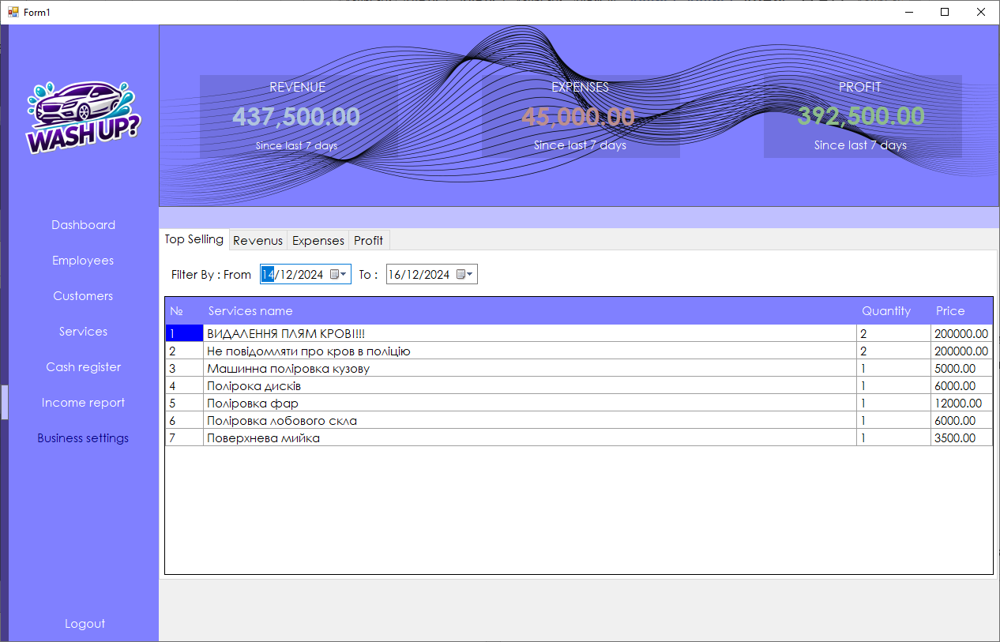 Form1
WASH UP?
REVENUE
437,500.00
Since last 7 days
EXPENSES
45,000.00
Since last 7 days
PROFIT
392,500.00
Since last 7 days
Dashboard
Employees
Customers
Services
Cash register
Income report
Business settings
Logout
Top Selling Revenus Expenses Profit
Filter By : From 14/12/2024 To : 16/12/2024
№ Services name Quantity Price
1 ВИДАЛЕННЯ ПЛЯМ КРОВІ!!! 2 200000.00
2 Не повідомляти про кров в поліцію 2 200000.00
3 Машинна поліровка кузову 1 5000.00
4 Полірока дисків 1 6000.00
5 Поліровка фар 1 12000.00
6 Поліровка лобового скла 1 6000.00
7 Поверхнева мийка 1 3500.00